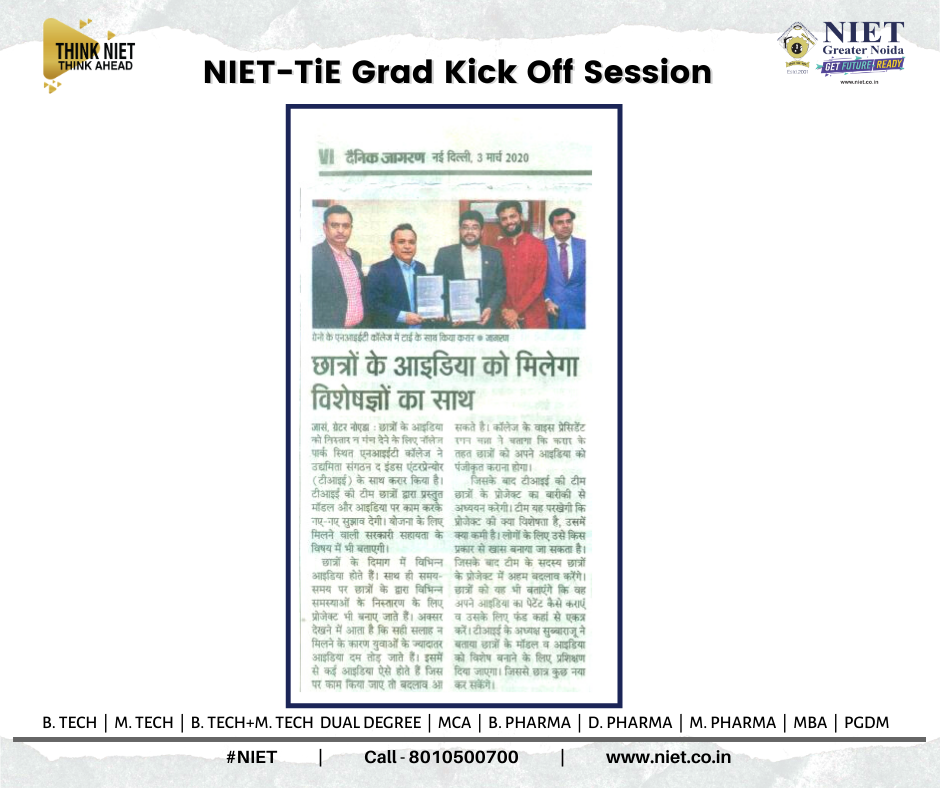 THINK NIET
THINK AHEAD
NIET-TiE Grad Kick Off Session
NIET
Greater Noida
GET FUTURE READY
Estd.2001
www.niet.co.in
VI दैनिक जागरण नई दिल्ली, 3 मार्च 2020
ग्रेनो के एनआइईटी कॉलेज में टाई के साथ किया करार ● जागरण
छात्रों के आइडिया को मिलेगा
विशेषज्ञों का साथ
जासं, ग्रेटर नोएडा : छात्रों के आइडिया
को निस्तार न गंभ देने के लिए नॉलेज
पार्क स्थित एनआईईटी कॉलेज ने
उद्यमिता संगठन द इंडस एंटरप्रेन्योर
(टीआइई) के साथ करार किया है।
टीआइई की टीम छात्रों द्वारा प्रस्तुत
मॉडल और आइडिया पर काम करके
नए-नए सुझाव देगी। योजना के लिए
मिलने वाली सरकारी सहायता के
विषय में भी बताएगी।
छात्रों के दिमाग में विभिन्न
आइडिया होते हैं। साथ ही समय-
समय पर छात्रों के द्वारा विभिन्न
समस्याओं के निस्तारण के लिए
प्रोजेक्ट भी बनाए जाते हैं। अक्सर
देखने में आता है कि सही सलाह न
मिलने के कारण युवाओं के ज्यादातर
आइडिया दम तोड़ जाते हैं। इसमें
से कई आइडिया ऐसे होते हैं जिस
पर काम किया जाए तो बदलाव आ
सकते है। कॉलेज के वाइस प्रेसिडेंट
रमन बत्रा ने बताया कि करार के
तहत छात्रों को अपने आइडिया को
पंजीकृत कराना होगा।
जिसके बाद टीआइई की टीम
छात्रों के प्रोजेक्ट का बारीकी से
अध्ययन करेगी। टीम यह परखेगी कि
प्रोजेक्ट की क्या विशेषता है, उसमें
क्या कमी है। लोगों के लिए उसे किस
प्रकार से खास बनाया जा सकता है।
जिसके बाद टीम के सदस्य छात्रों
के प्रोजेक्ट में अहम बदलाव करेंगे।
छात्रों को यह भी बताएंगे कि वह
अपने आइडिया का पेटेंट कैसे कराएं
व उसके लिए फंड कहां से एकत्र
करें। टीआइई के अध्यक्ष सुब्बाराजू ने
बताया छात्रों के मॉडल व आइडिया
को विशेष बनाने के लिए प्रशिक्षण
दिया जाएगा। जिससे छात्र कुछ नया
कर सकेंगे।
B. TECH | M. TECH | B. TECH+M. TECH DUAL DEGREE | MCA | B. PHARMA | D. PHARMA | M. PHARMA | MBA | PGDM
#NIET | Call - 8010500700 | www.niet.co.in